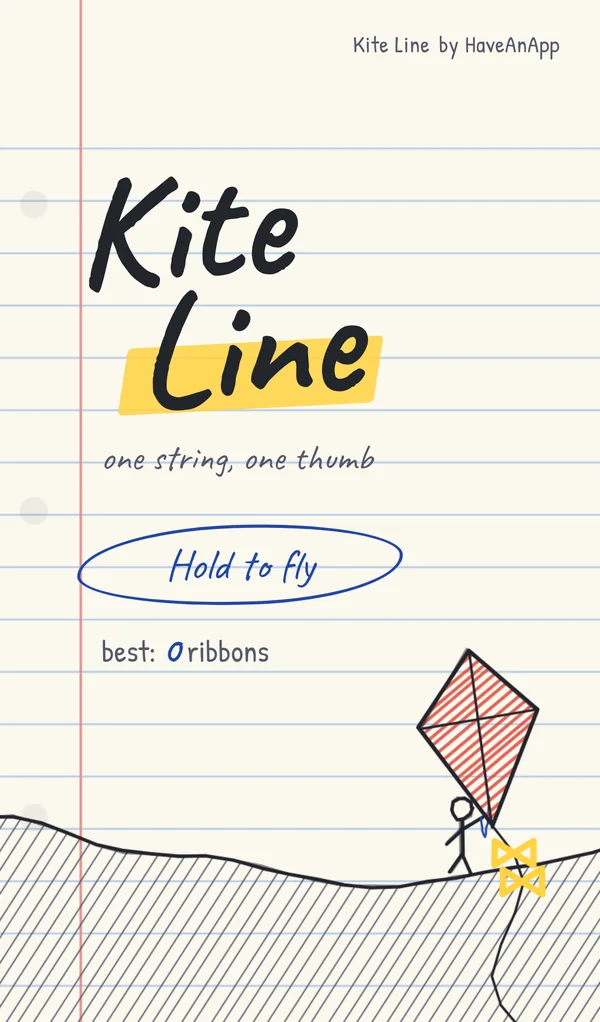 Kite Line by HaveAnApp
Kite
Line
one string, one thumb
Hold to fly
best: 0 ribbons